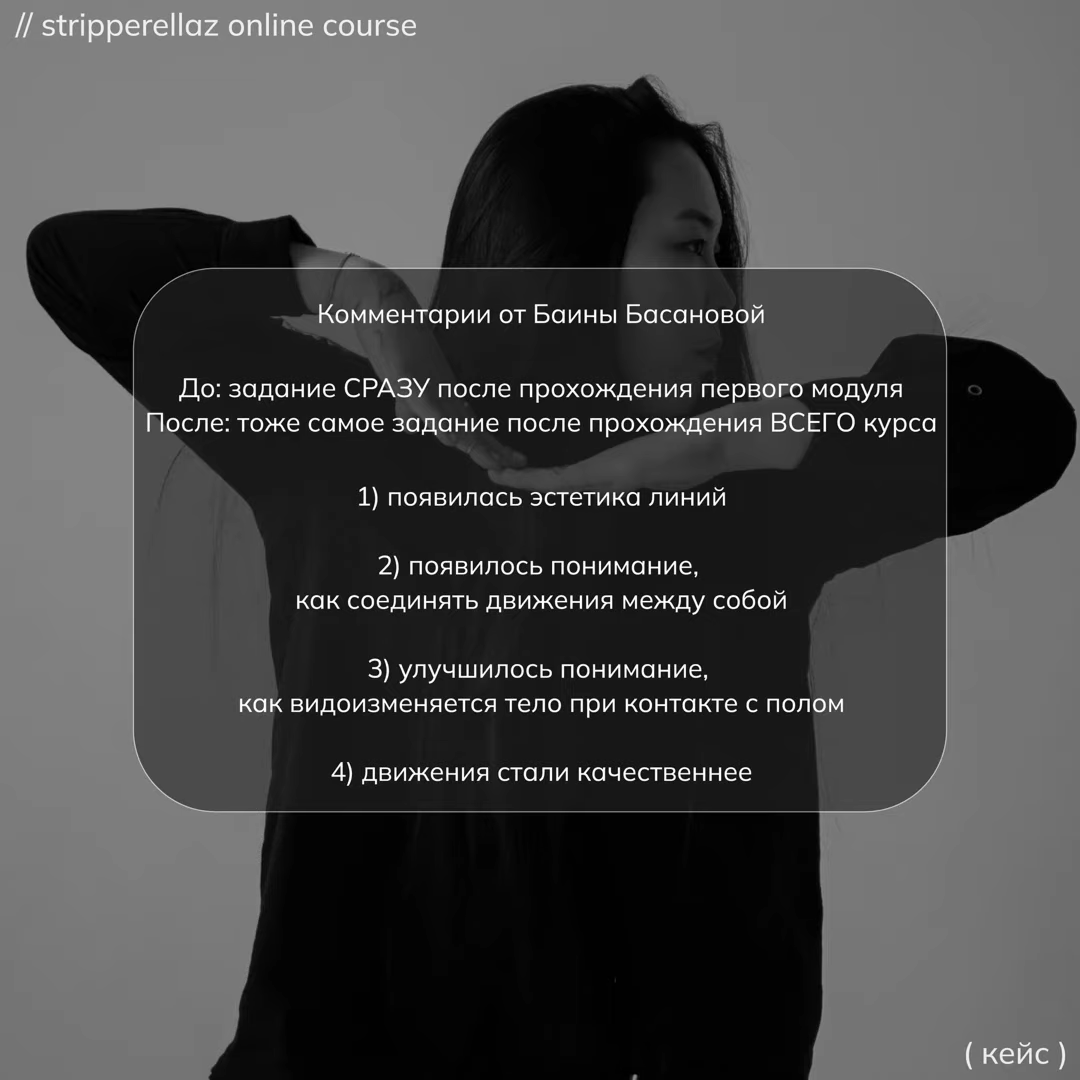 // stripperellaz online course
Комментарии от Баины Басановой
До: задание СРАЗУ после прохождения первого модуля
После: тоже самое задание после прохождения ВСЕГО курса
1) появилась эстетика линий
2) появилось понимание,
как соединять движения между собой
3) улучшилось понимание,
как видоизменяется тело при контакте с полом
4) движения стали качественнее
( кейс )